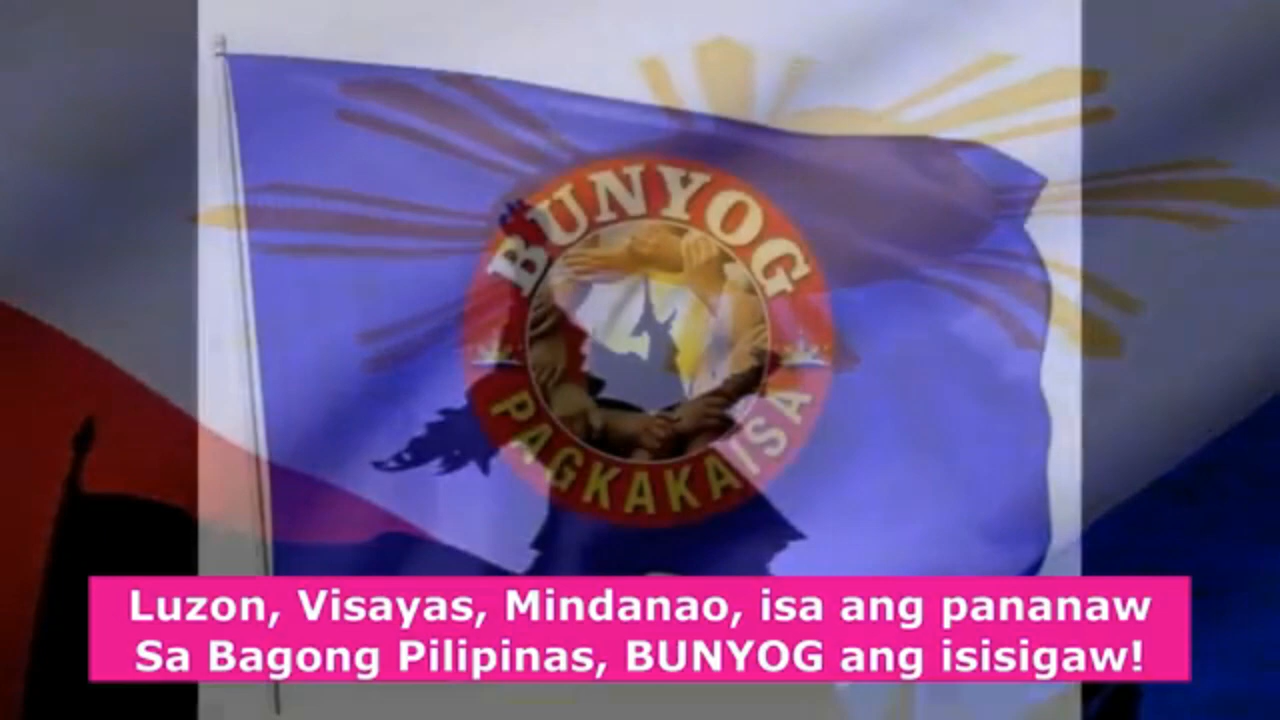 BUNYOG
PAGKAKAISA
Luzon, Visayas, Mindanao, isa ang pananaw
Sa Bagong Pilipinas, BUNYOG ang isisigaw!